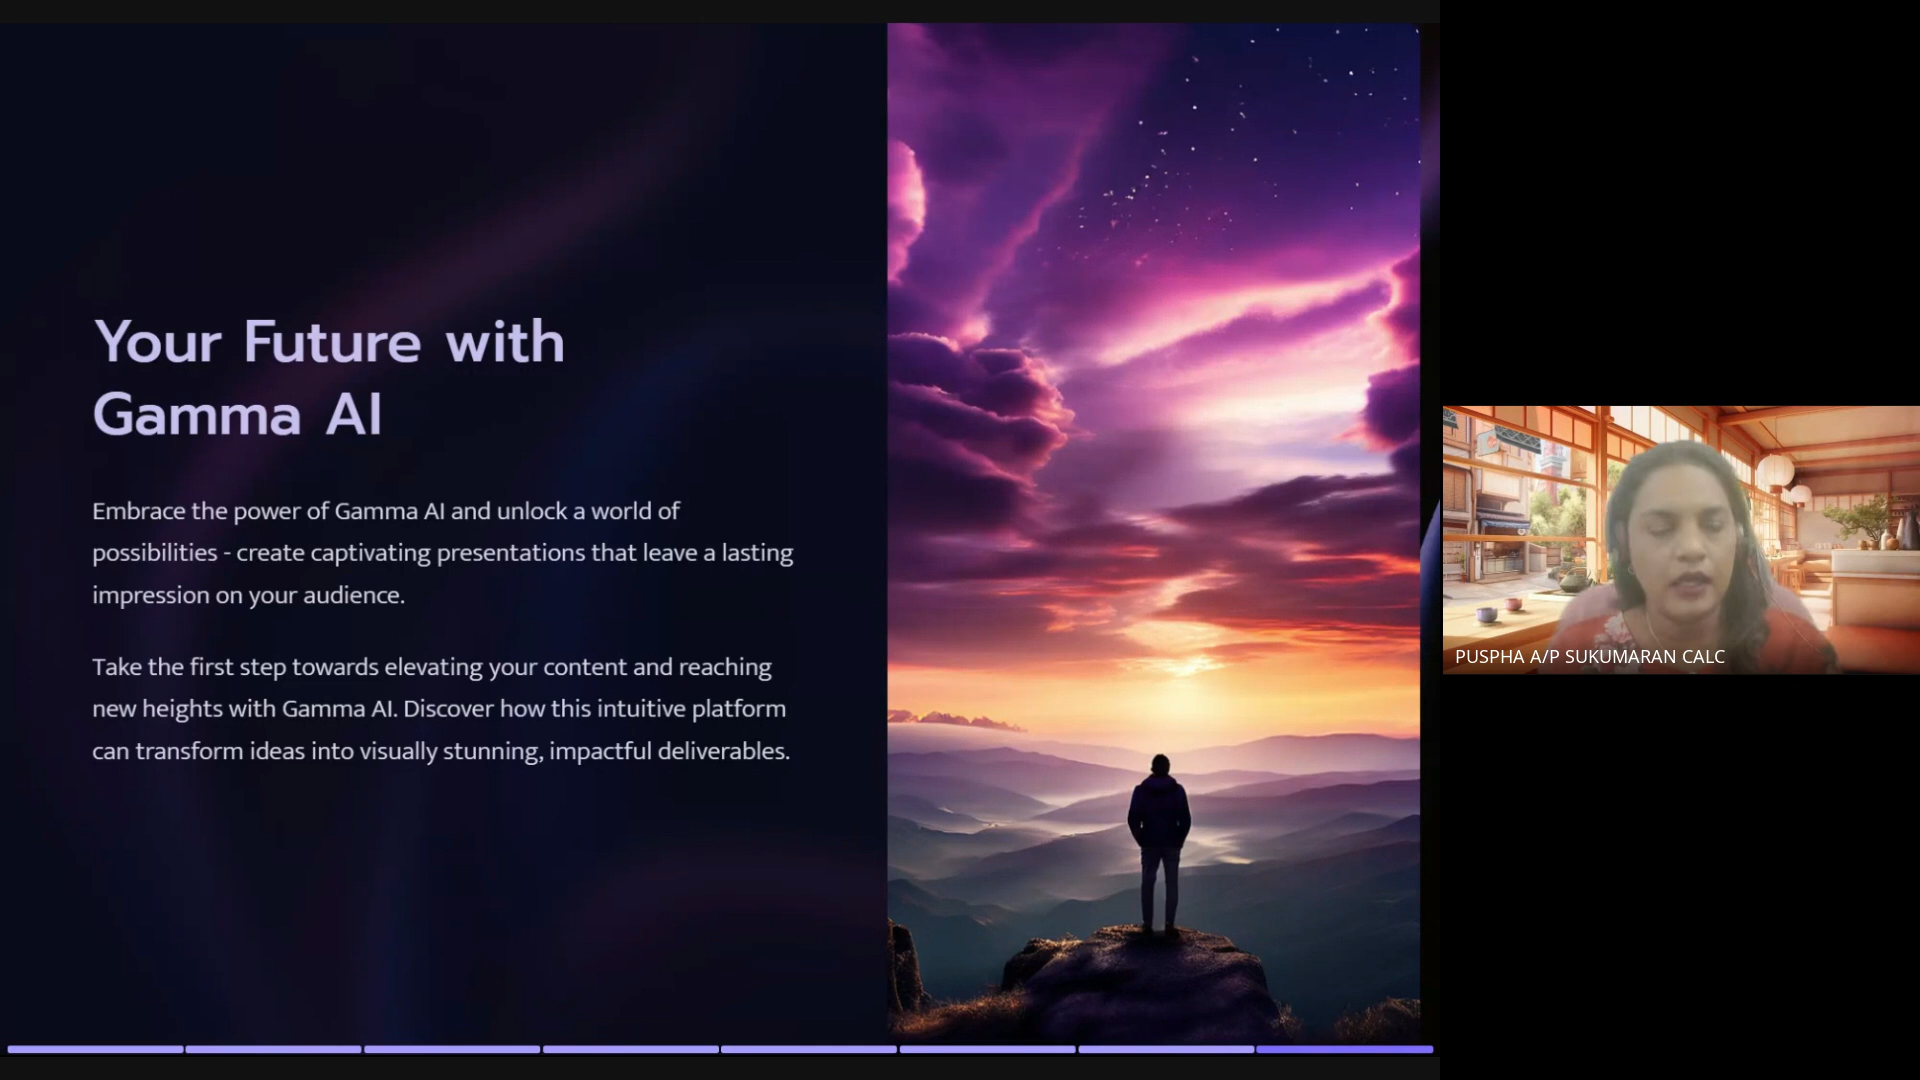 Your Future with
Gamma AI
Embrace the power of Gamma AI and unlock a world of
possibilities - create captivating presentations that leave a lasting
impression on your audience.
Take the first step towards elevating your content and reaching
new heights with Gamma AI. Discover how this intuitive platform
can transform ideas into visually stunning, impactful deliverables.
PUSPHA A/P SUKUMARAN CALC